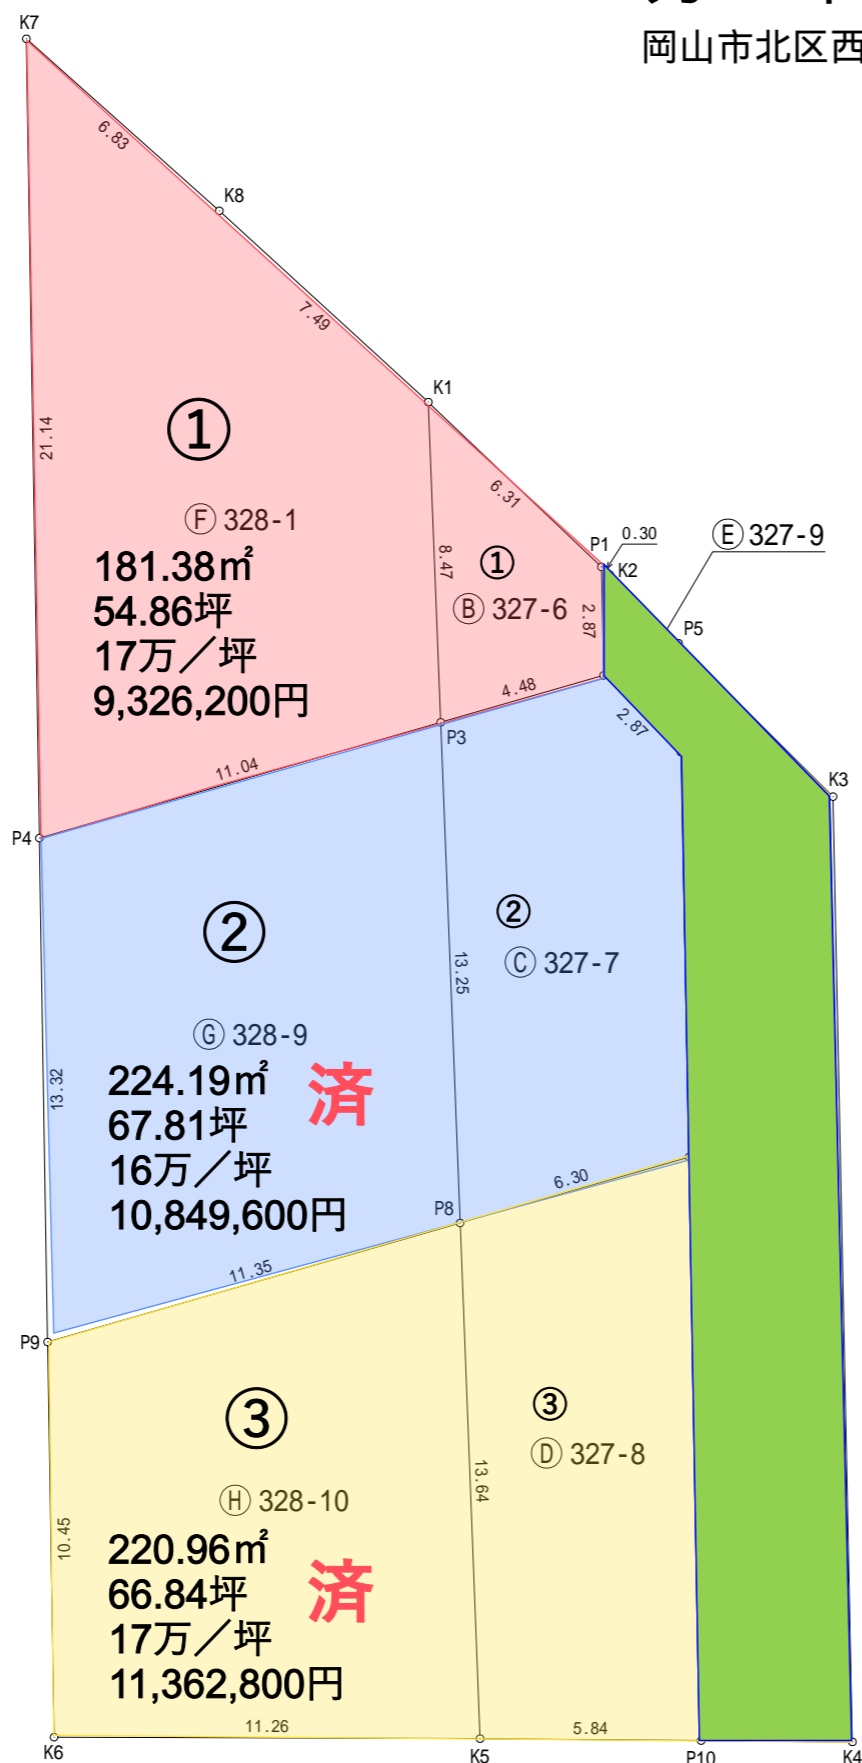 岡山市北区西
K7
6.83
K8
7.49
K1
21.14
①
Ⓕ 328-1
181.38㎡
54.86坪
17万／坪
9,326,200円
6.31
8.47
①
Ⓑ 327-6
P1
0.30
K2
Ⓔ 327-9
P5
2.87
4.48
2.87
P3
11.04
P4
K3
②
②
Ⓒ 327-7
13.25
Ⓖ 328-9
224.19㎡
67.81坪
16万／坪
10,849,600円
済
13.32
6.30
P8
11.35
P9
③
③
Ⓓ 327-8
13.64
Ⓗ 328-10
220.96㎡
66.84坪
17万／坪
11,362,800円
済
10.45
11.26
5.84
K6
K5
P10
K4